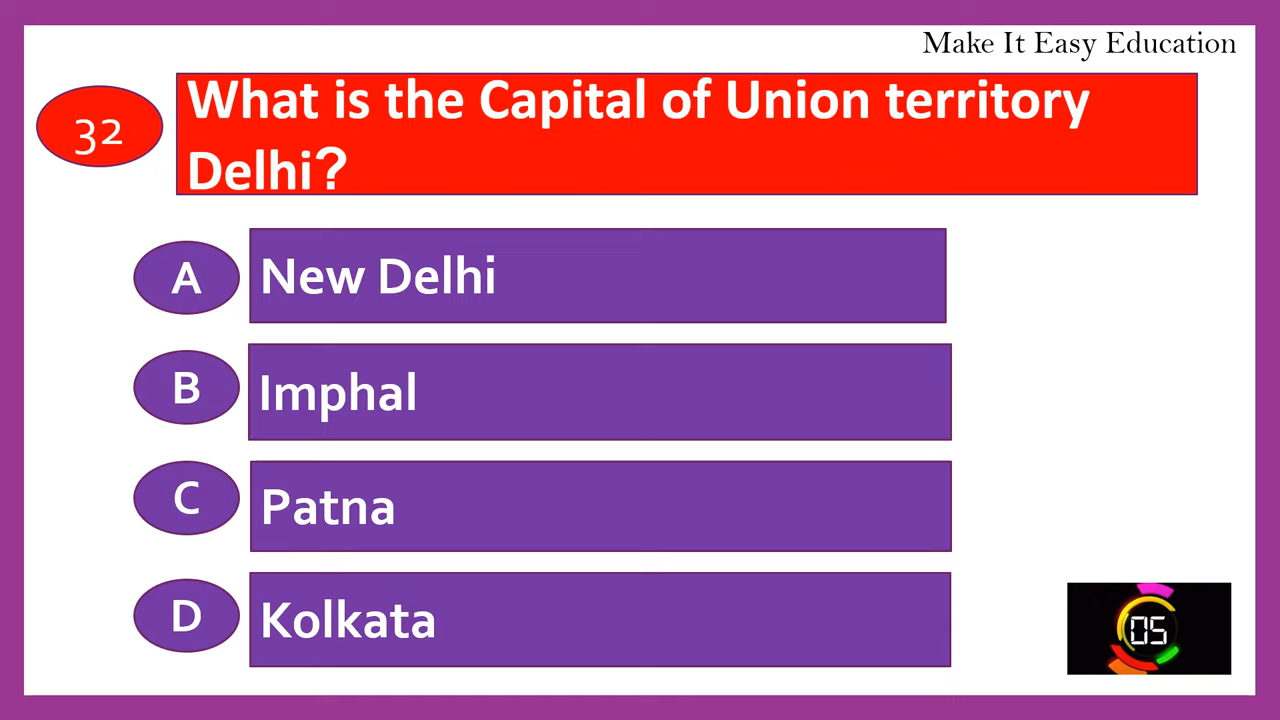 Make It Easy Education
32
What is the Capital of Union territory
Delhi?
A
New Delhi
B
Imphal
C
Patna
D
Kolkata
05